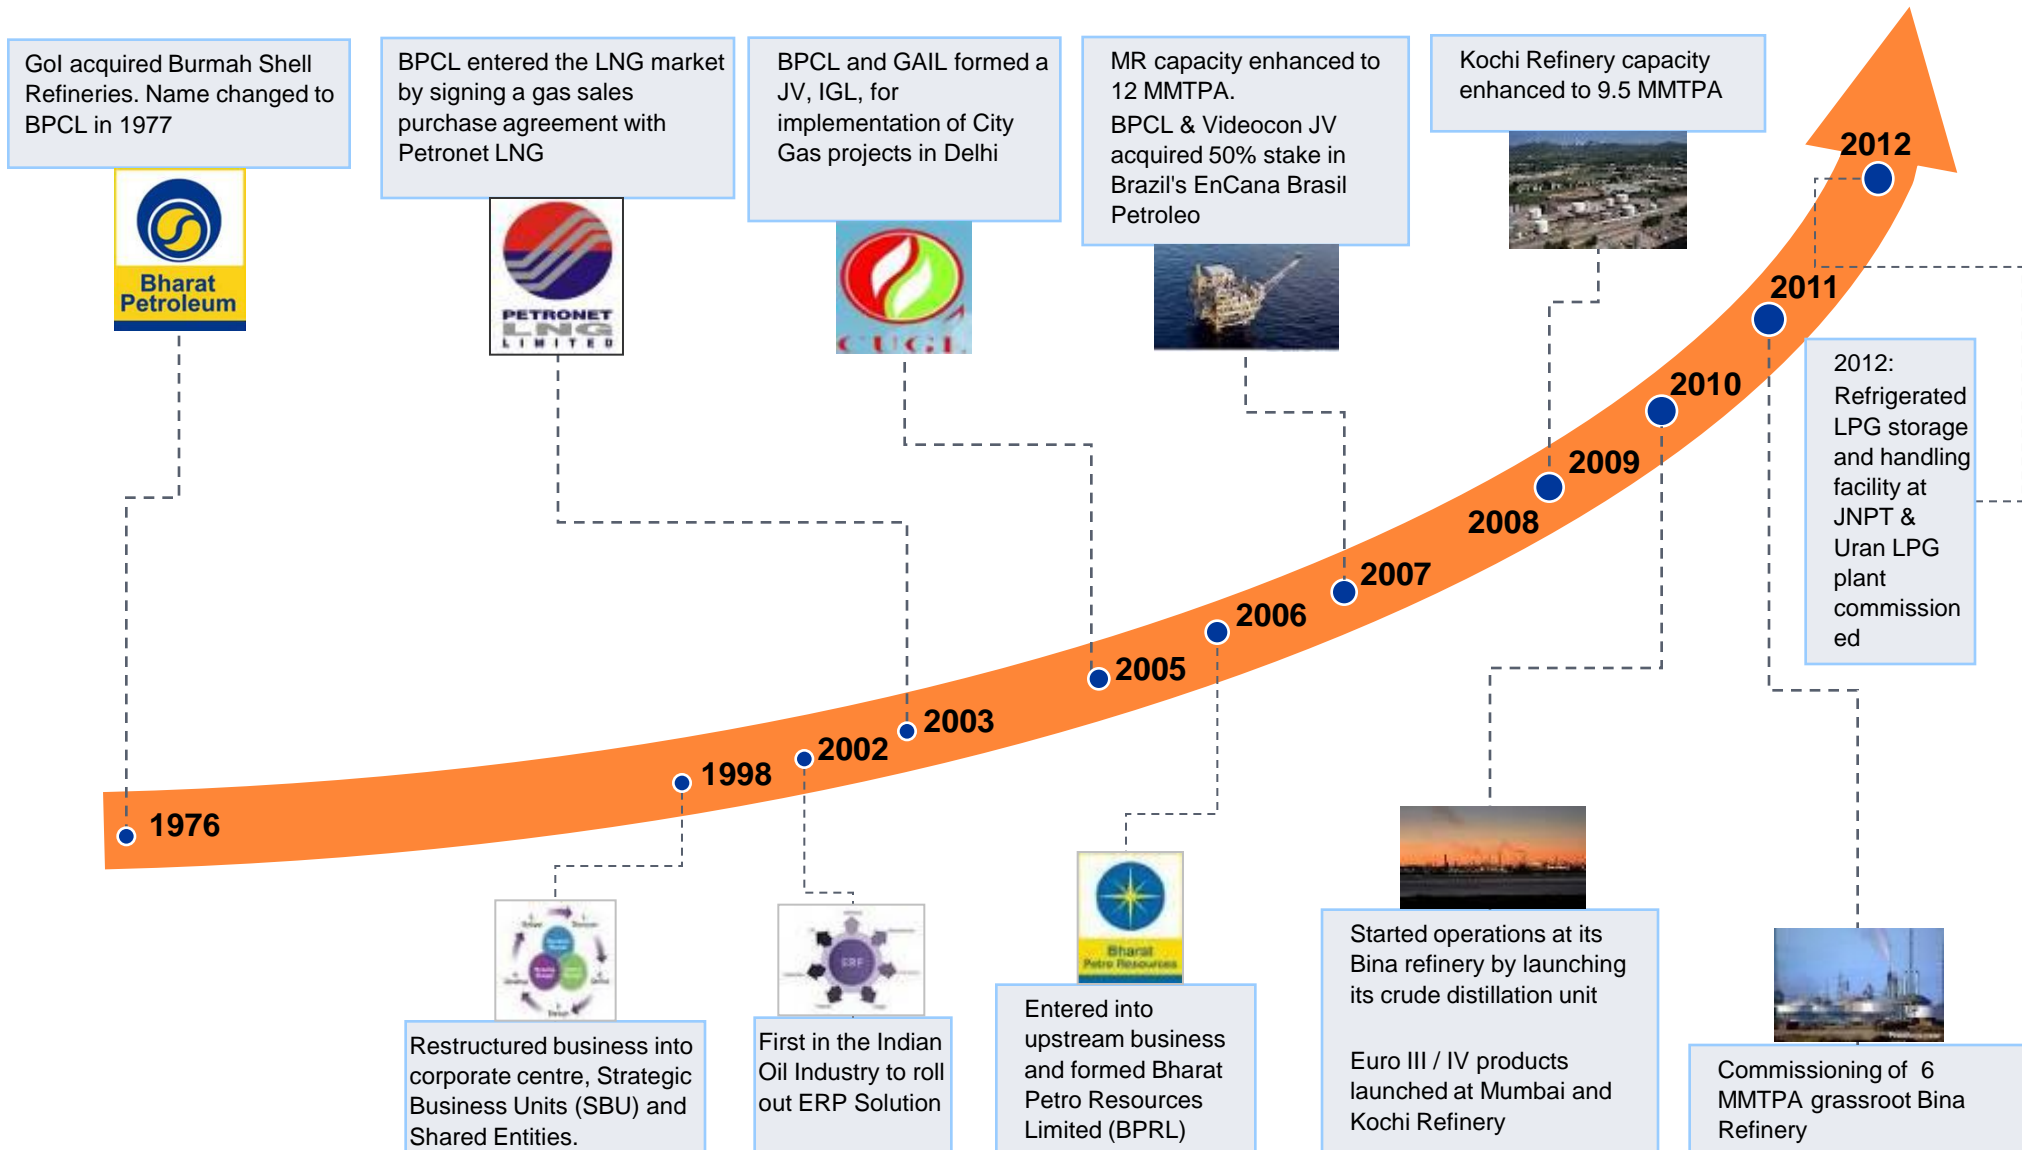 GoI acquired Burmah Shell
Refineries. Name changed to
BPCL in 1977
Bharat
Petroleum
BPCL entered the LNG market
by signing a gas sales
purchase agreement with
Petronet LNG
PETRONET
LNG
LIMITED
BPCL and GAIL formed a
JV, IGL, for
implementation of City
Gas projects in Delhi
CUGL
MR capacity enhanced to
12 MMTPA.
BPCL & Videocon JV
acquired 50% stake in
Brazil's EnCana Brasil
Petroleo
Kochi Refinery capacity
enhanced to 9.5 MMTPA
2012
2011
2010
2009
2008
2007
2006
2005
2003
2002
1998
1976
2012:
Refrigerated
LPG storage
and handling
facility at
JNPT &
Uran LPG
plant
commission
ed
Restructured business into
corporate centre, Strategic
Business Units (SBU) and
Shared Entities.
ERP
First in the Indian
Oil Industry to roll
out ERP Solution
Bharat
Petro Resources
Entered into
upstream business
and formed Bharat
Petro Resources
Limited (BPRL)
Started operations at its
Bina refinery by launching
its crude distillation unit
Euro III / IV products
launched at Mumbai and
Kochi Refinery
Commissioning of 6
MMTPA grassroot Bina
Refinery